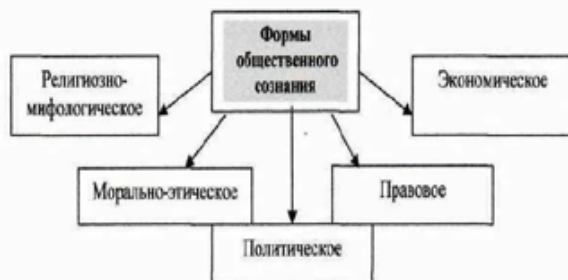 Формы
общественного
сознания
Религиозно-
мифологическое
Экономическое
Морально-этическое
Правовое
Политическое